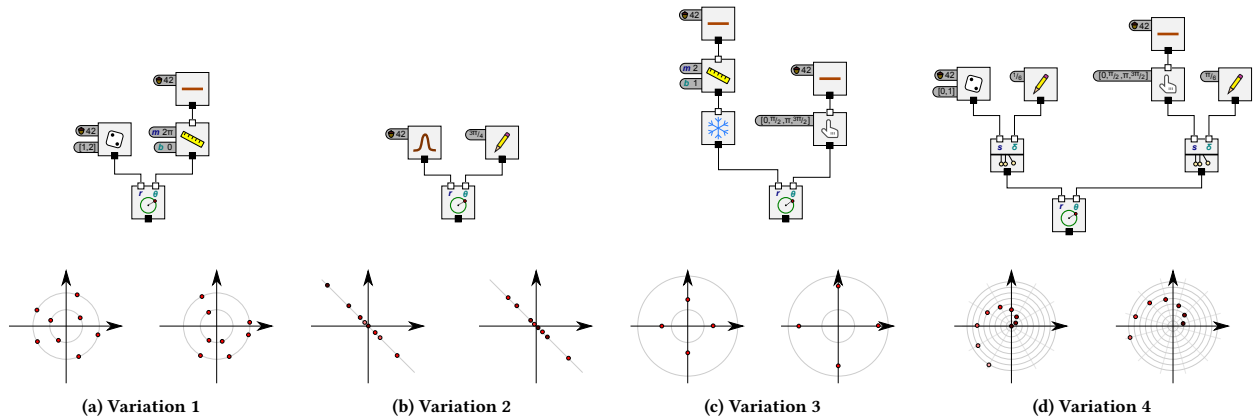 42
m 2π
b 0
42
[1,2]
r θ
(a) Variation 1
42
3π/4
r θ
(b) Variation 2
42
m 2
b 1
42
[0,π/2,π,3π/2]
r θ
(c) Variation 3
42
42
[0,1]
1/6
[0,π/2,π,3π/2]
π/6
s δ
s δ
r θ
(d) Variation 4